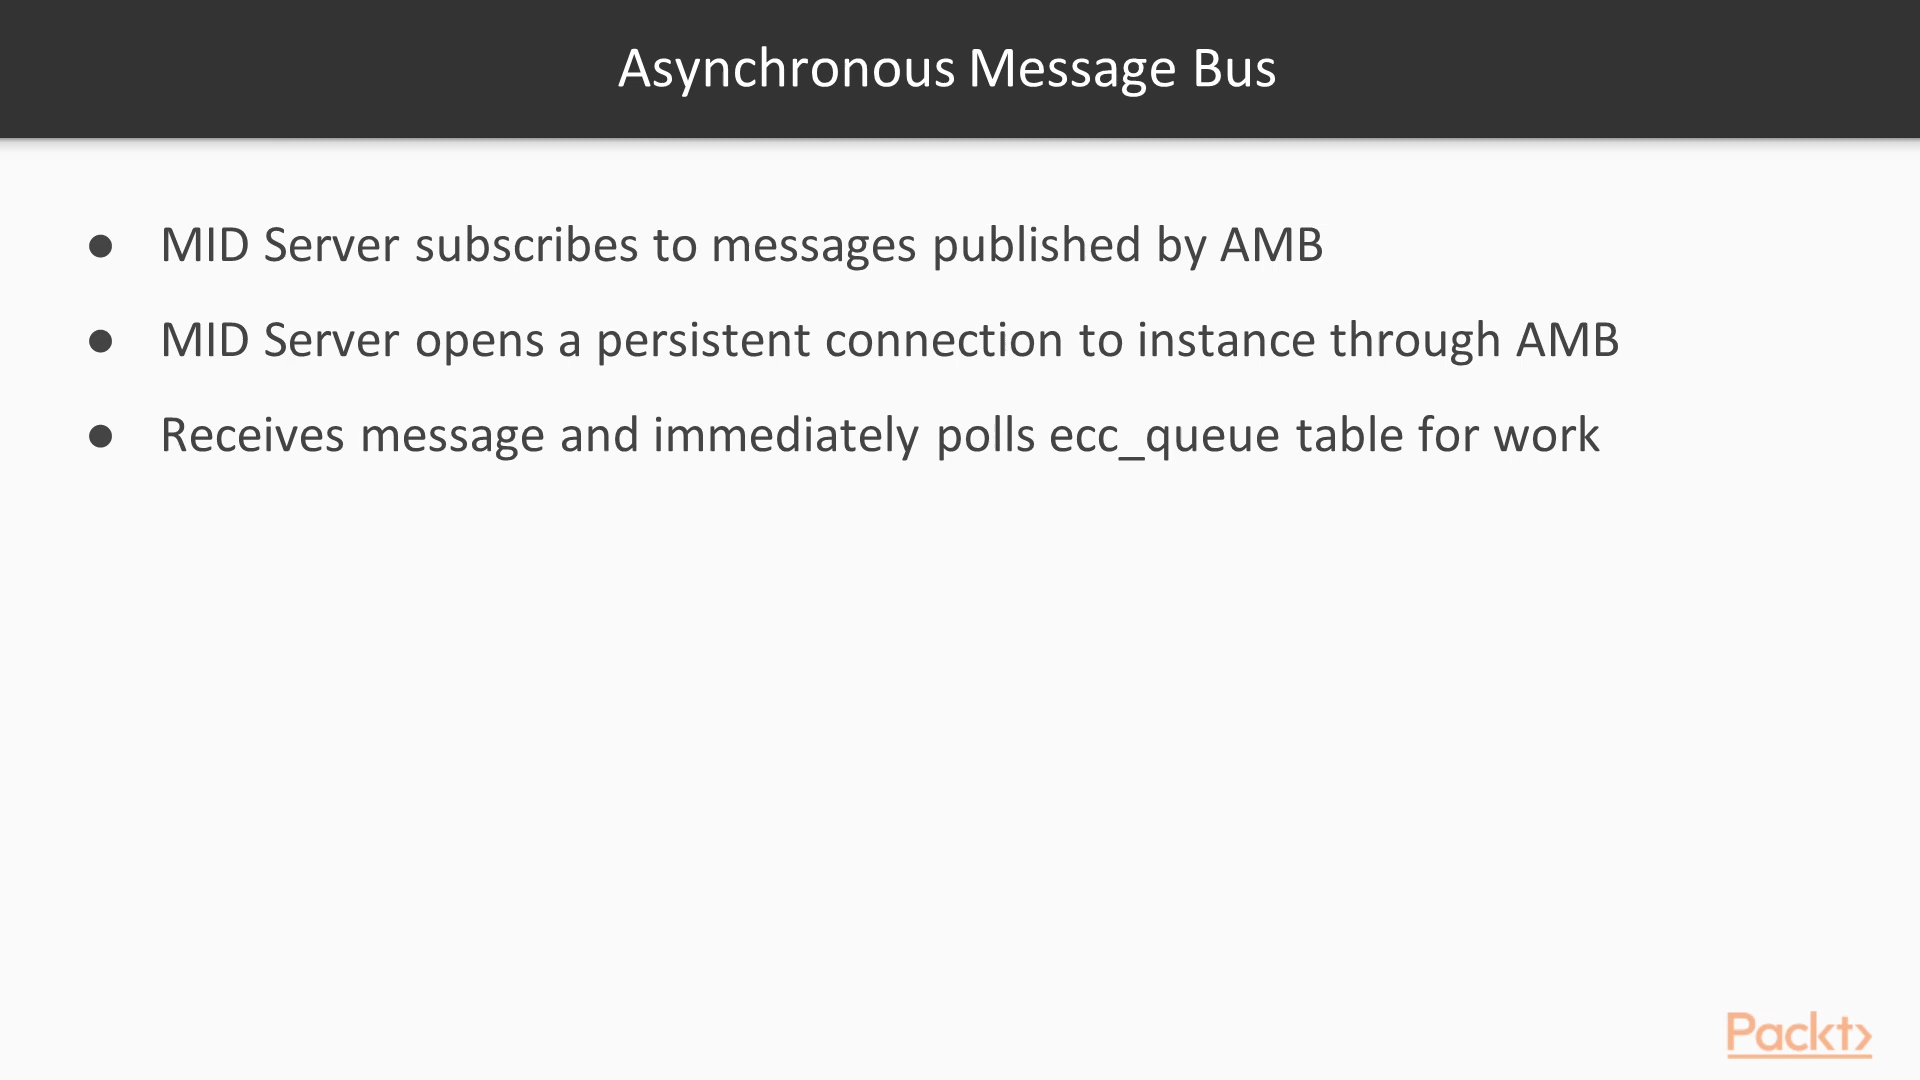 Asynchronous Message Bus
● MID Server subscribes to messages published by AMB
● MID Server opens a persistent connection to instance through AMB
● Receives message and immediately polls ecc_queue table for work
Packt>